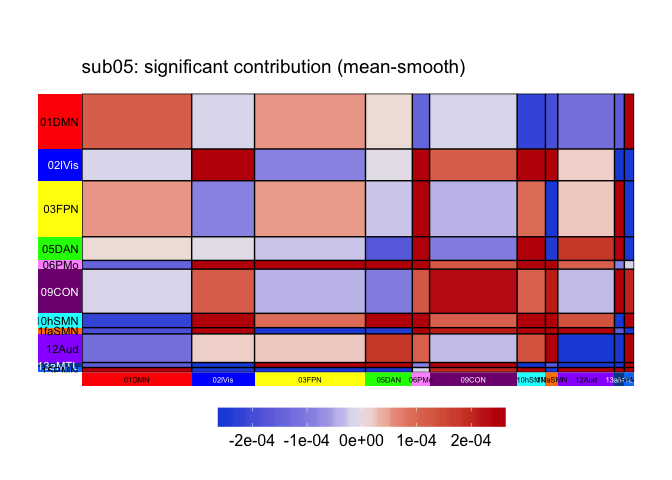 sub05: significant contribution (mean-smooth)
01DMN
02lVis
03FPN
05DAN
06PMo
09CON
10hSMN
12Aud
13aMTL
01DMN 02lVis 03FPN 05DAN 06PMo 09CON 10hSMN 12Aud
-2e-04 -1e-04 0e+00 1e-04 2e-04